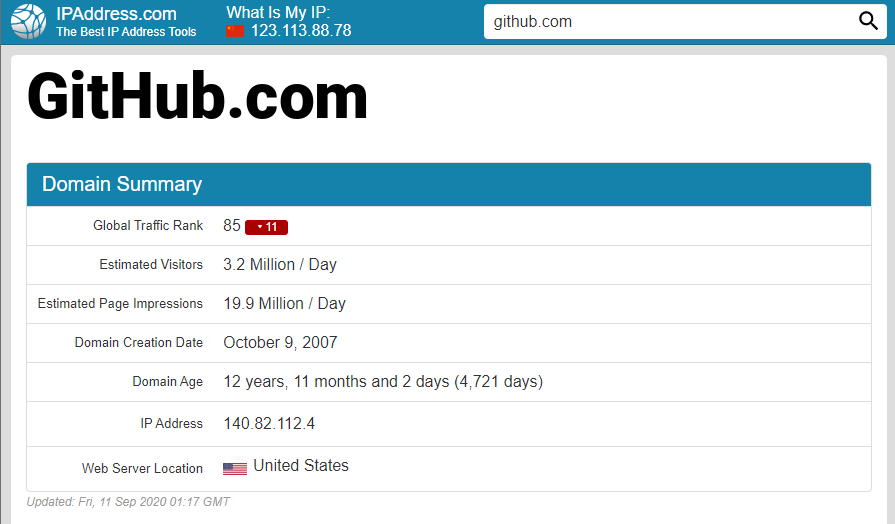 IPAddress.com
The Best IP Address Tools
What Is My IP:
123.113.88.78
github.com
GitHub.com
Domain Summary
Global Traffic Rank 85 ▼ 11
Estimated Visitors 3.2 Million / Day
Estimated Page Impressions 19.9 Million / Day
Domain Creation Date October 9, 2007
Domain Age 12 years, 11 months and 2 days (4,721 days)
IP Address 140.82.112.4
Web Server Location United States
Updated: Fri, 11 Sep 2020 01:17 GMT